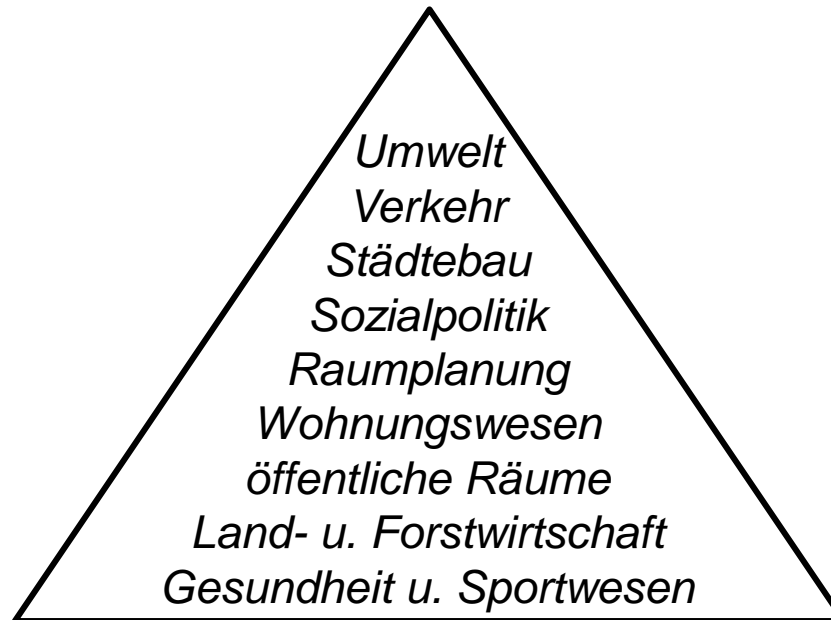 Umwelt
Verkehr
Städtebau
Sozialpolitik
Raumplanung
Wohnungswesen
öffentliche Räume
Land- u. Forstwirtschaft
Gesundheit u. Sportwesen